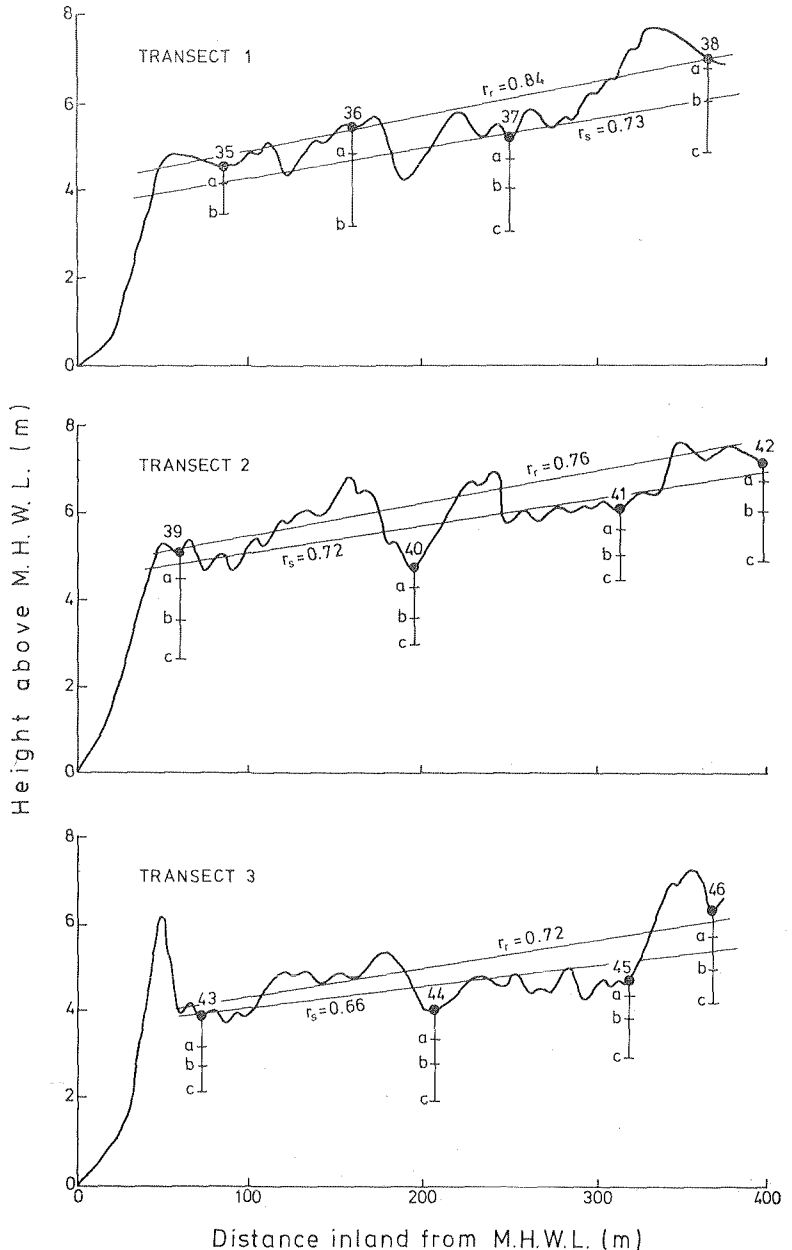 Height above M.H.W.L. (m)
TRANSECT 1
8
6
4
2
0
35
a
b
36
a
b
37
a
b
c
38
a
b
c
r_r = 0.84
r_s = 0.73
TRANSECT 2
8
6
4
2
0
39
a
b
c
40
a
b
c
41
a
b
c
42
a
b
c
r_r = 0.76
r_s = 0.72
TRANSECT 3
8
6
4
2
0
43
a
b
c
44
a
b
c
45
a
b
c
46
a
b
c
r_r = 0.72
r_s = 0.66
0 100 200 300 400
Distance inland from M.H.W.L. (m)